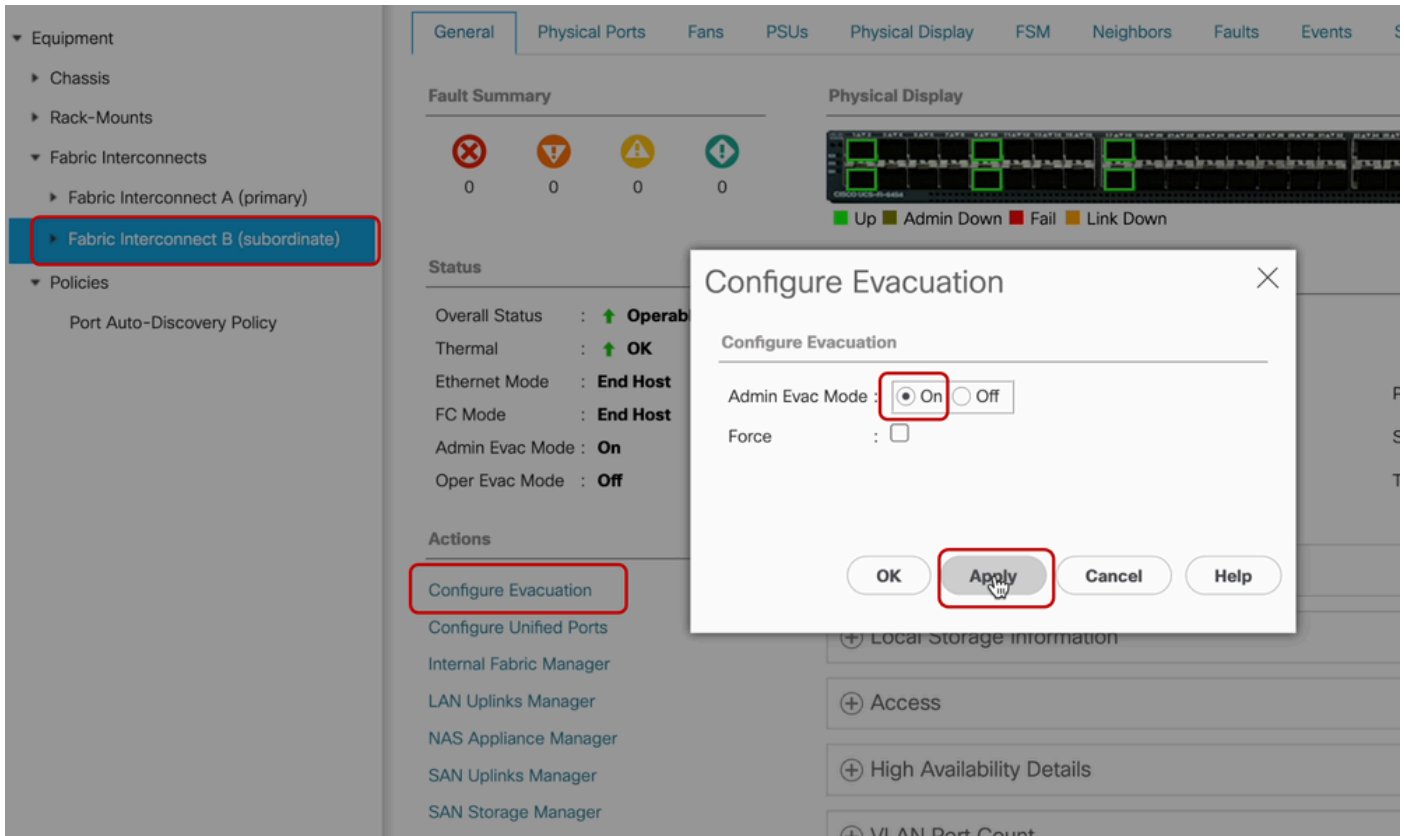 Equipment
Chassis
Rack-Mounts
Fabric Interconnects
Fabric Interconnect A (primary)
Fabric Interconnect B (subordinate)
Policies
Port Auto-Discovery Policy
General Physical Ports Fans PSUs Physical Display FSM Neighbors Faults Events
Fault Summary
0 0 0 0
Physical Display
Up Admin Down Fail Link Down
Status
Overall Status : Operab
Thermal : OK
Ethernet Mode : End Host
FC Mode : End Host
Admin Evac Mode : On
Oper Evac Mode : Off
Actions
Configure Evacuation
Configure Unified Ports
Internal Fabric Manager
LAN Uplinks Manager
NAS Appliance Manager
SAN Uplinks Manager
SAN Storage Manager
Configure Evacuation
Configure Evacuation
Admin Evac Mode : On Off
Force :
OK Apply Cancel Help
Local Storage Information
Access
High Availability Details
VLAN Port Count